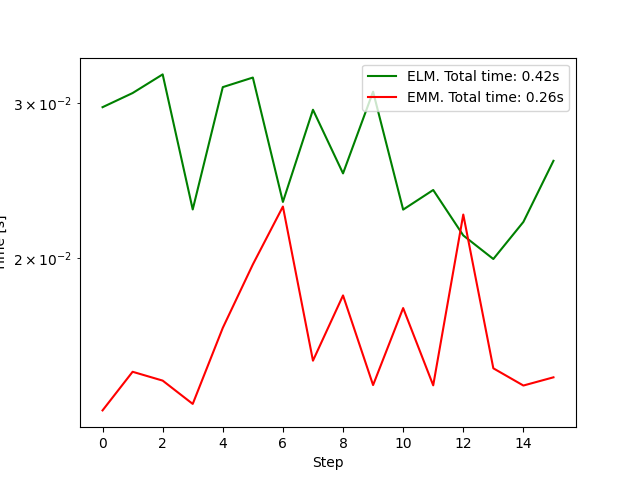 ELM. Total time: 0.42s
EMM. Total time: 0.26s
3 × 10⁻²
2 × 10⁻²
0 2 4 6 8 10 12 14
Step